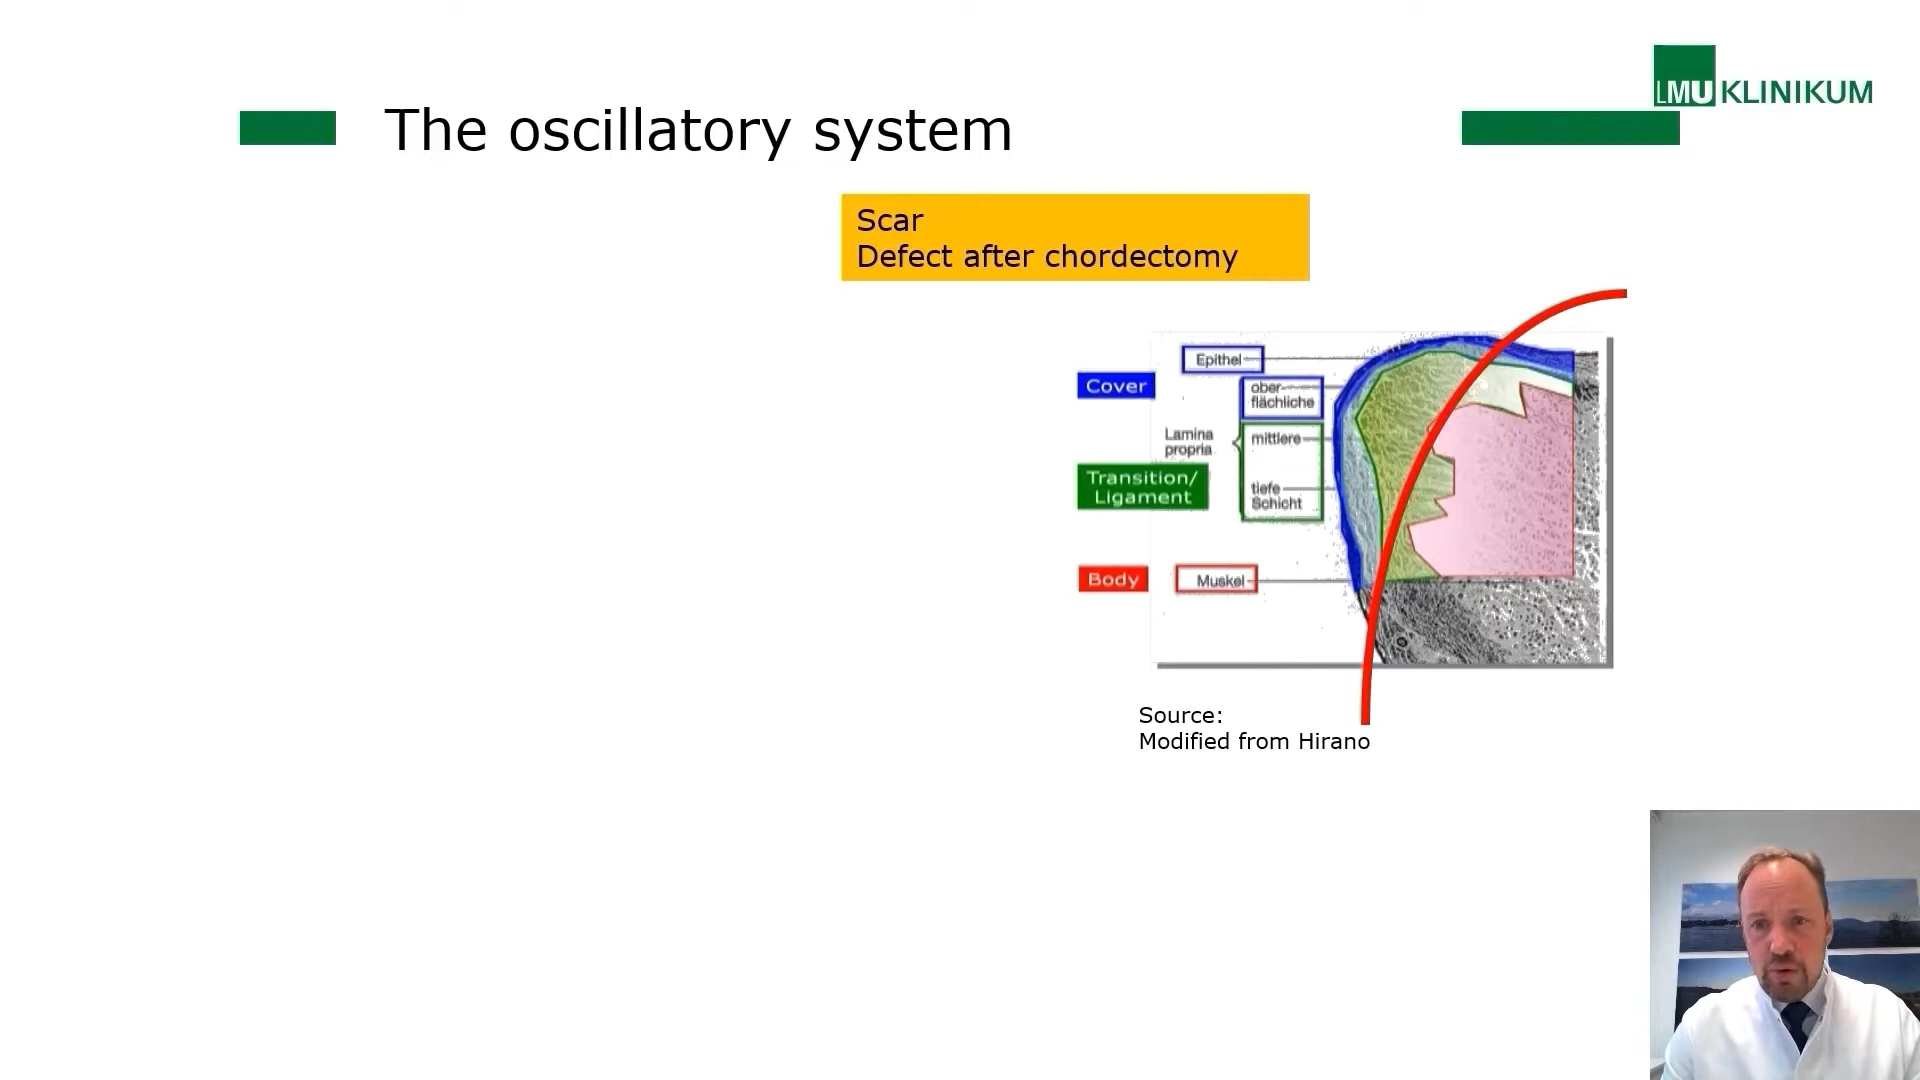 LMU KLINIKUM
The oscillatory system
Scar
Defect after chordectomy
Epithel
Cover
ober-
flächliche
Lamina
propria
mittlere
Transition/
Ligament
tiefe
Schicht
Body
Muskel
Source:
Modified from Hirano